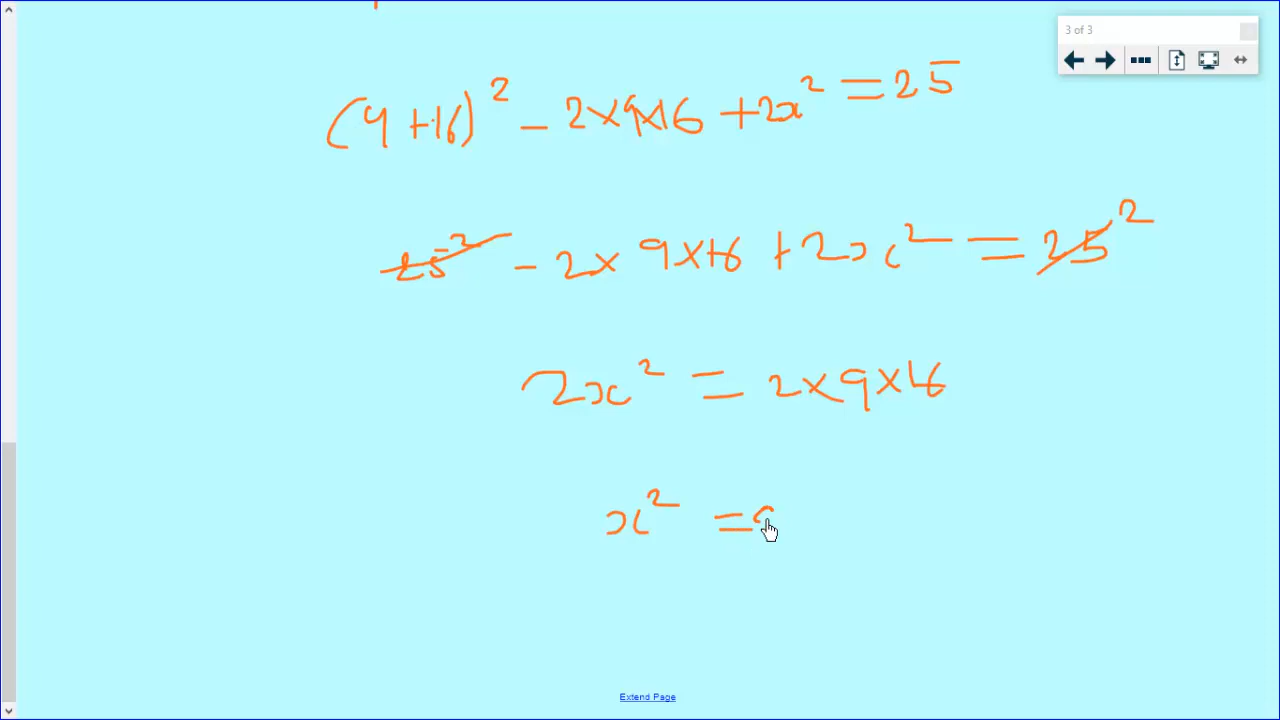 3 of 3
(9 + 16)² - 2×9×16 + 2x² = 25
25² - 2×9×16 + 2x² = 25²
2x² = 2×9×16
x² = 9
Extend Page